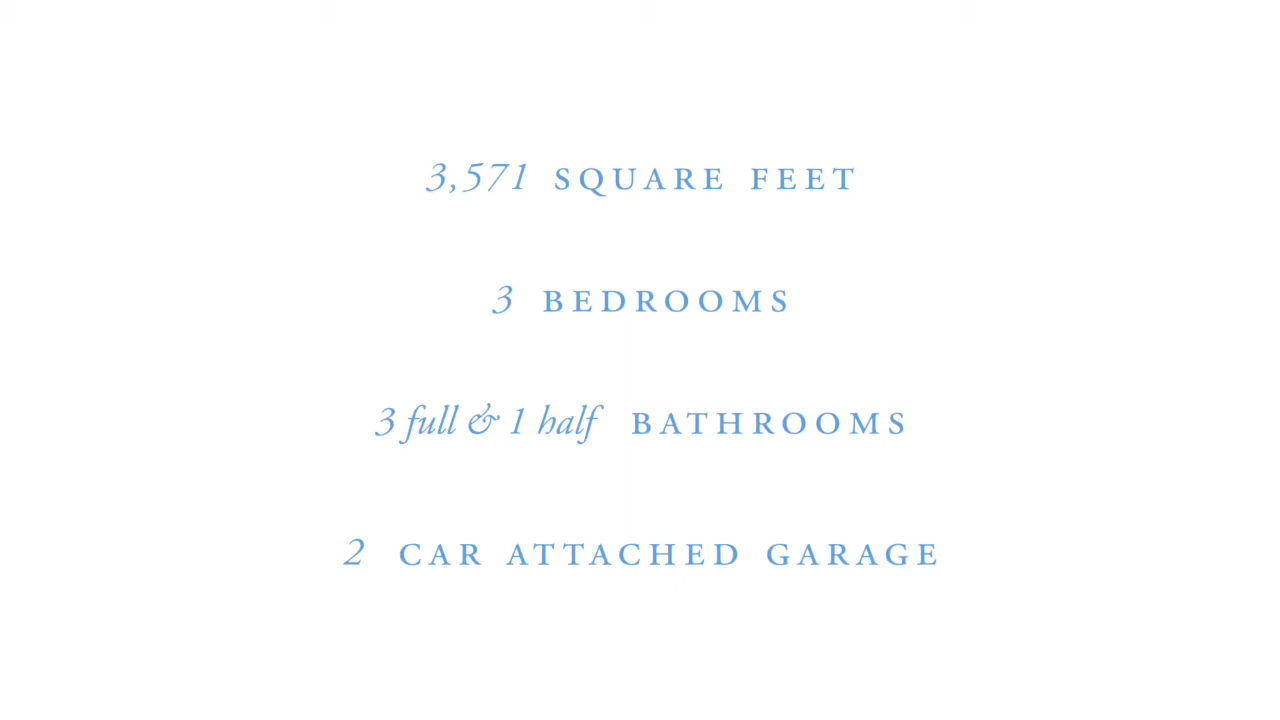 3,571 SQUARE FEET
3 BEDROOMS
3 full & 1 half BATHROOMS
2 CAR ATTACHED GARAGE